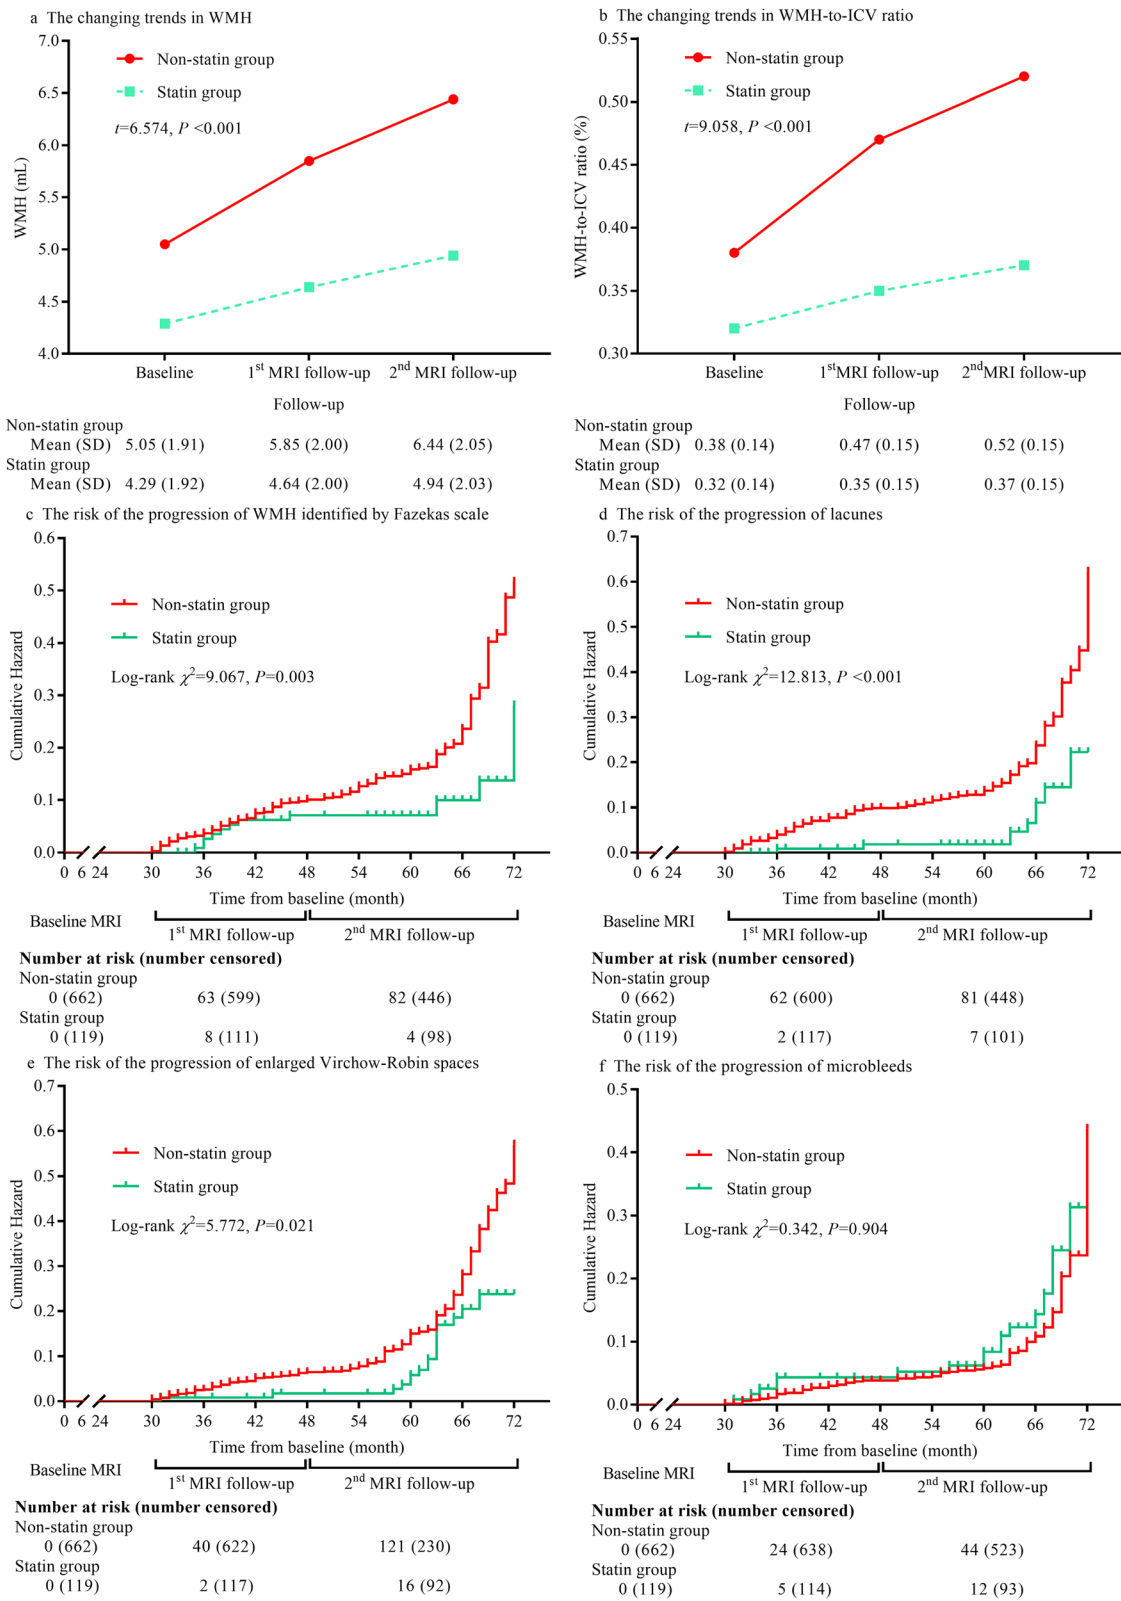 a The changing trends in WMH
7.0
6.5
6.0
5.5
5.0
4.5
4.0
WMH (mL)
Non-statin group
Statin group
t=6.574, P <0.001
Baseline
1st MRI follow-up
2nd MRI follow-up
Follow-up
Non-statin group
Mean (SD) 5.05 (1.91) 5.85 (2.00) 6.44 (2.05)
Statin group
Mean (SD) 4.29 (1.92) 4.64 (2.00) 4.94 (2.03)
b The changing trends in WMH-to-ICV ratio
0.55
0.50
0.45
0.40
0.35
0.30
WMH-to-ICV ratio (%)
Non-statin group
Statin group
t=9.058, P <0.001
Baseline
1st MRI follow-up
2nd MRI follow-up
Follow-up
Non-statin group
Mean (SD) 0.38 (0.14) 0.47 (0.15) 0.52 (0.15)
Statin group
Mean (SD) 0.32 (0.14) 0.35 (0.15) 0.37 (0.15)
c The risk of the progression of WMH identified by Fazekas scale
0.6
0.5
0.4
0.3
0.2
0.1
0.0
Cumulative Hazard
Non-statin group
Statin group
Log-rank χ2=9.067, P=0.003
0 6 24 30 36 42 48 54 60 66 72
Time from baseline (month)
Baseline MRI
1st MRI follow-up
2nd MRI follow-up
Number at risk (number censored)
Non-statin group
0 (662) 63 (599) 82 (446)
Statin group
0 (119) 8 (111) 4 (98)
d The risk of the progression of lacunes
0.7
0.6
0.5
0.4
0.3
0.2
0.1
0.0
Cumulative Hazard
Non-statin group
Statin group
Log-rank χ2=12.813, P <0.001
0 6 24 30 36 42 48 54 60 66 72
Time from baseline (month)
Baseline MRI
1st MRI follow-up
2nd MRI follow-up
Number at risk (number censored)
Non-statin group
0 (662) 62 (600) 81 (448)
Statin group
0 (119) 2 (117) 7 (101)
e The risk of the progression of enlarged Virchow-Robin spaces
0.7
0.6
0.5
0.4
0.3
0.2
0.1
0.0
Cumulative Hazard
Non-statin group
Statin group
Log-rank χ2=5.772, P=0.021
0 6 24 30 36 42 48 54 60 66 72
Time from baseline (month)
Baseline MRI
1st MRI follow-up
2nd MRI follow-up
Number at risk (number censored)
Non-statin group
0 (662) 40 (622) 121 (230)
Statin group
0 (119) 2 (117) 16 (92)
f The risk of the progression of microbleeds
0.5
0.4
0.3
0.2
0.1
0.0
Cumulative Hazard
Non-statin group
Statin group
Log-rank χ2=0.342, P=0.904
0 6 24 30 36 42 48 54 60 66 72
Time from baseline (month)
Baseline MRI
1st MRI follow-up
2nd MRI follow-up
Number at risk (number censored)
Non-statin group
0 (662) 24 (638) 44 (523)
Statin group
0 (119) 5 (114) 12 (93)